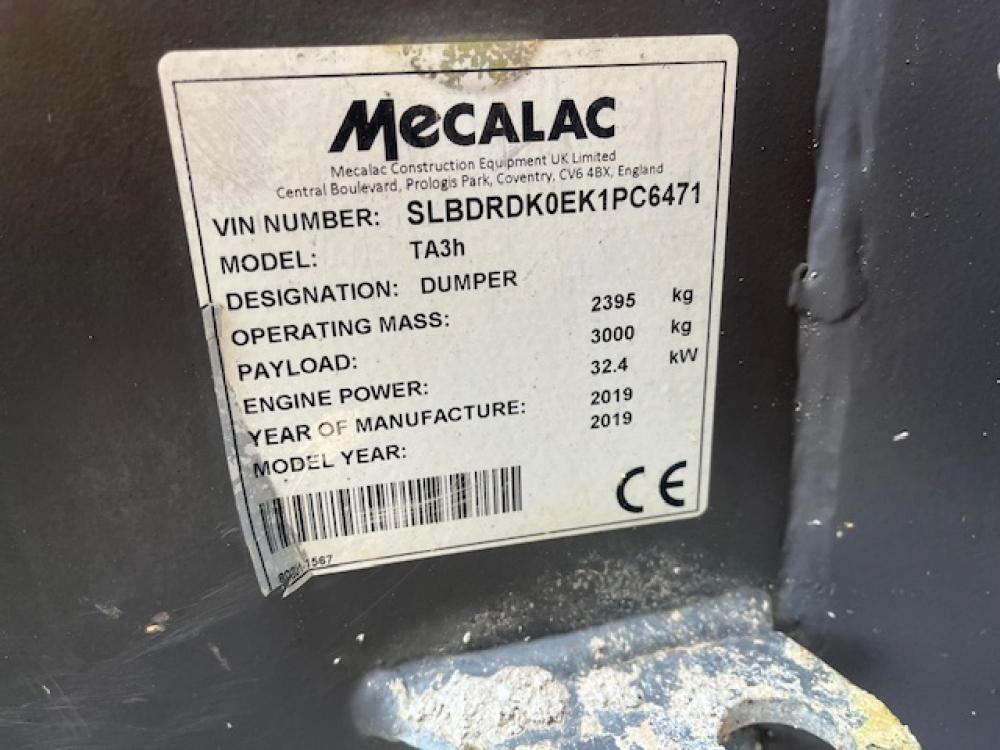 MeCALAC
Mecalac Construction Equipment UK Limited
Central Boulevard, Prologis Park, Coventry, CV6 4BX, England
VIN NUMBER: SLBDRDK0EK1PC6471
MODEL: TA3h
DESIGNATION: DUMPER
OPERATING MASS: 2395 kg
PAYLOAD: 3000 kg
ENGINE POWER: 32.4 kW
YEAR OF MANUFACTURE: 2019
MODEL YEAR: 2019
CE